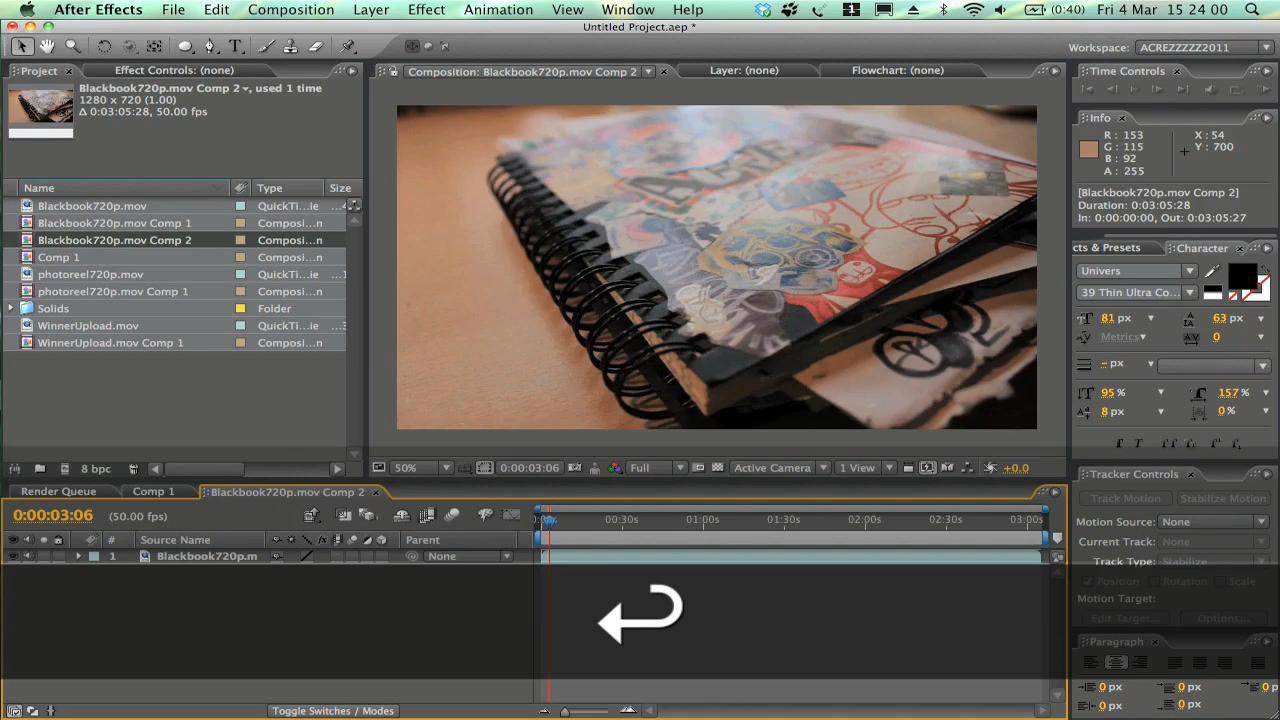 After Effects File Edit Composition Layer Effect Animation View Window Help (0:40) Fri 4 Mar 15 24 00
Untitled Project.aep *
Workspace: ACREZZZZZ2011
Project Effect Controls: (none)
Composition: Blackbook720p.mov Comp 2 Layer: (none) Flowchart: (none)
Time Controls
Blackbook720p.mov Comp 2, used 1 time
1280 x 720 (1.00)
Δ 0:03:05:28, 50.00 fps
Info
R : 153 X : 54
G : 115 Y : 700
B : 92
A : 255
Name Type Size
[Blackbook720p.mov Comp 2]
Duration: 0:03:05:28
In: 0:00:00:00, Out: 0:03:05:27
Blackbook720p.mov QuickTi...ie
Blackbook720p.mov Comp 1 Composi...n
Blackbook720p.mov Comp 2 Composi...n
Comp 1 Composi...n
photoreel720p.mov QuickTi...ie
photoreel720p.mov Comp 1 Composi...n
Solids Folder
WinnerUpload.mov QuickTi...ie
WinnerUpload.mov Comp 1 Composi...n
cts & Presets Character
Univers
39 Thin Ultra Co...
81 px 63 px
Metrics 0
- px
95 % 157 %
8 px 0 %
8 bpc
50% 0:00:03:06 Full Active Camera 1 View +0.0
Tracker Controls
Track Motion Stabilize Motion
Motion Source: None
Current Track: None
Track Type: Stabilize
Position Rotation Scale
Motion Target:
Edit Target... Options...
Render Queue Comp 1 Blackbook720p.mov Comp 2
0:00:03:06 (50.00 fps)
00:30s 01:00s 01:30s 02:00s 02:30s 03:00s
# Source Name Parent
1 Blackbook720p.m None
Paragraph
0 px 0 px 0 p
0 px 0 px
Toggle Switches / Modes